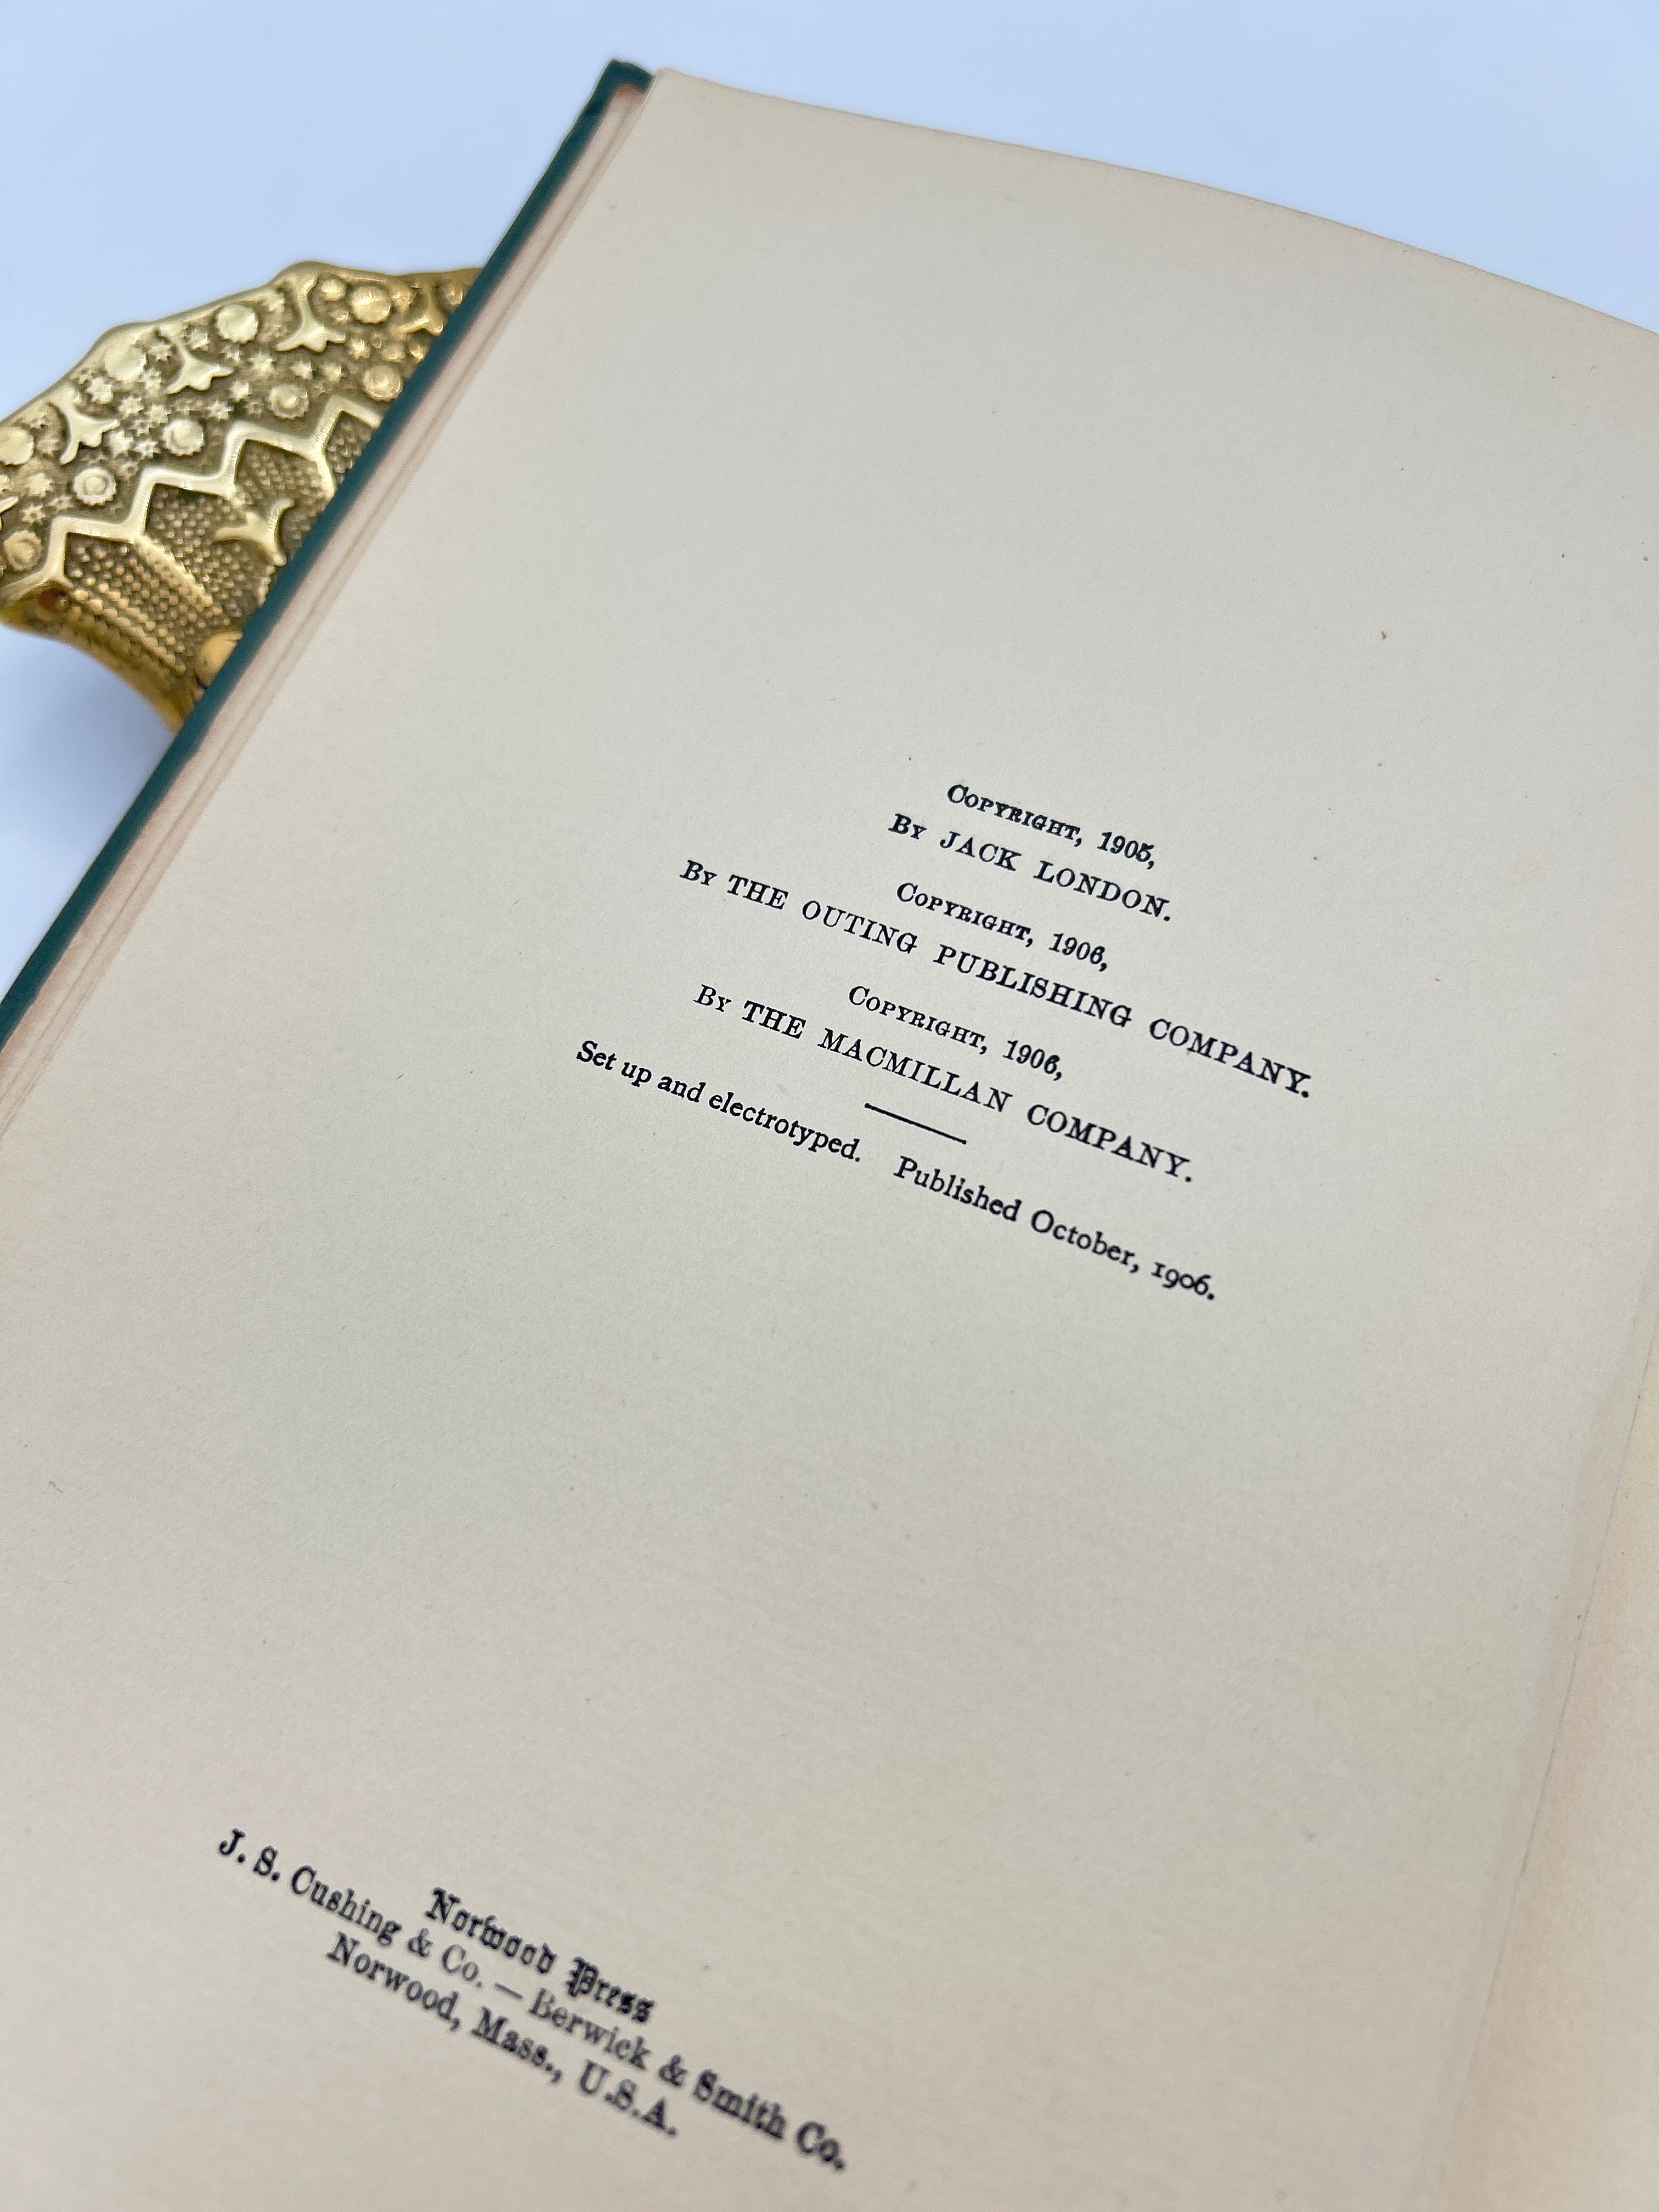 Copyright, 1905,
By JACK LONDON.
Copyright, 1906,
By THE OUTING PUBLISHING COMPANY.
Copyright, 1906,
By THE MACMILLAN COMPANY.
Set up and electrotyped. Published October, 1906.
Norwood Press
J. S. Cushing & Co. — Berwick & Smith Co.
Norwood, Mass., U.S.A.